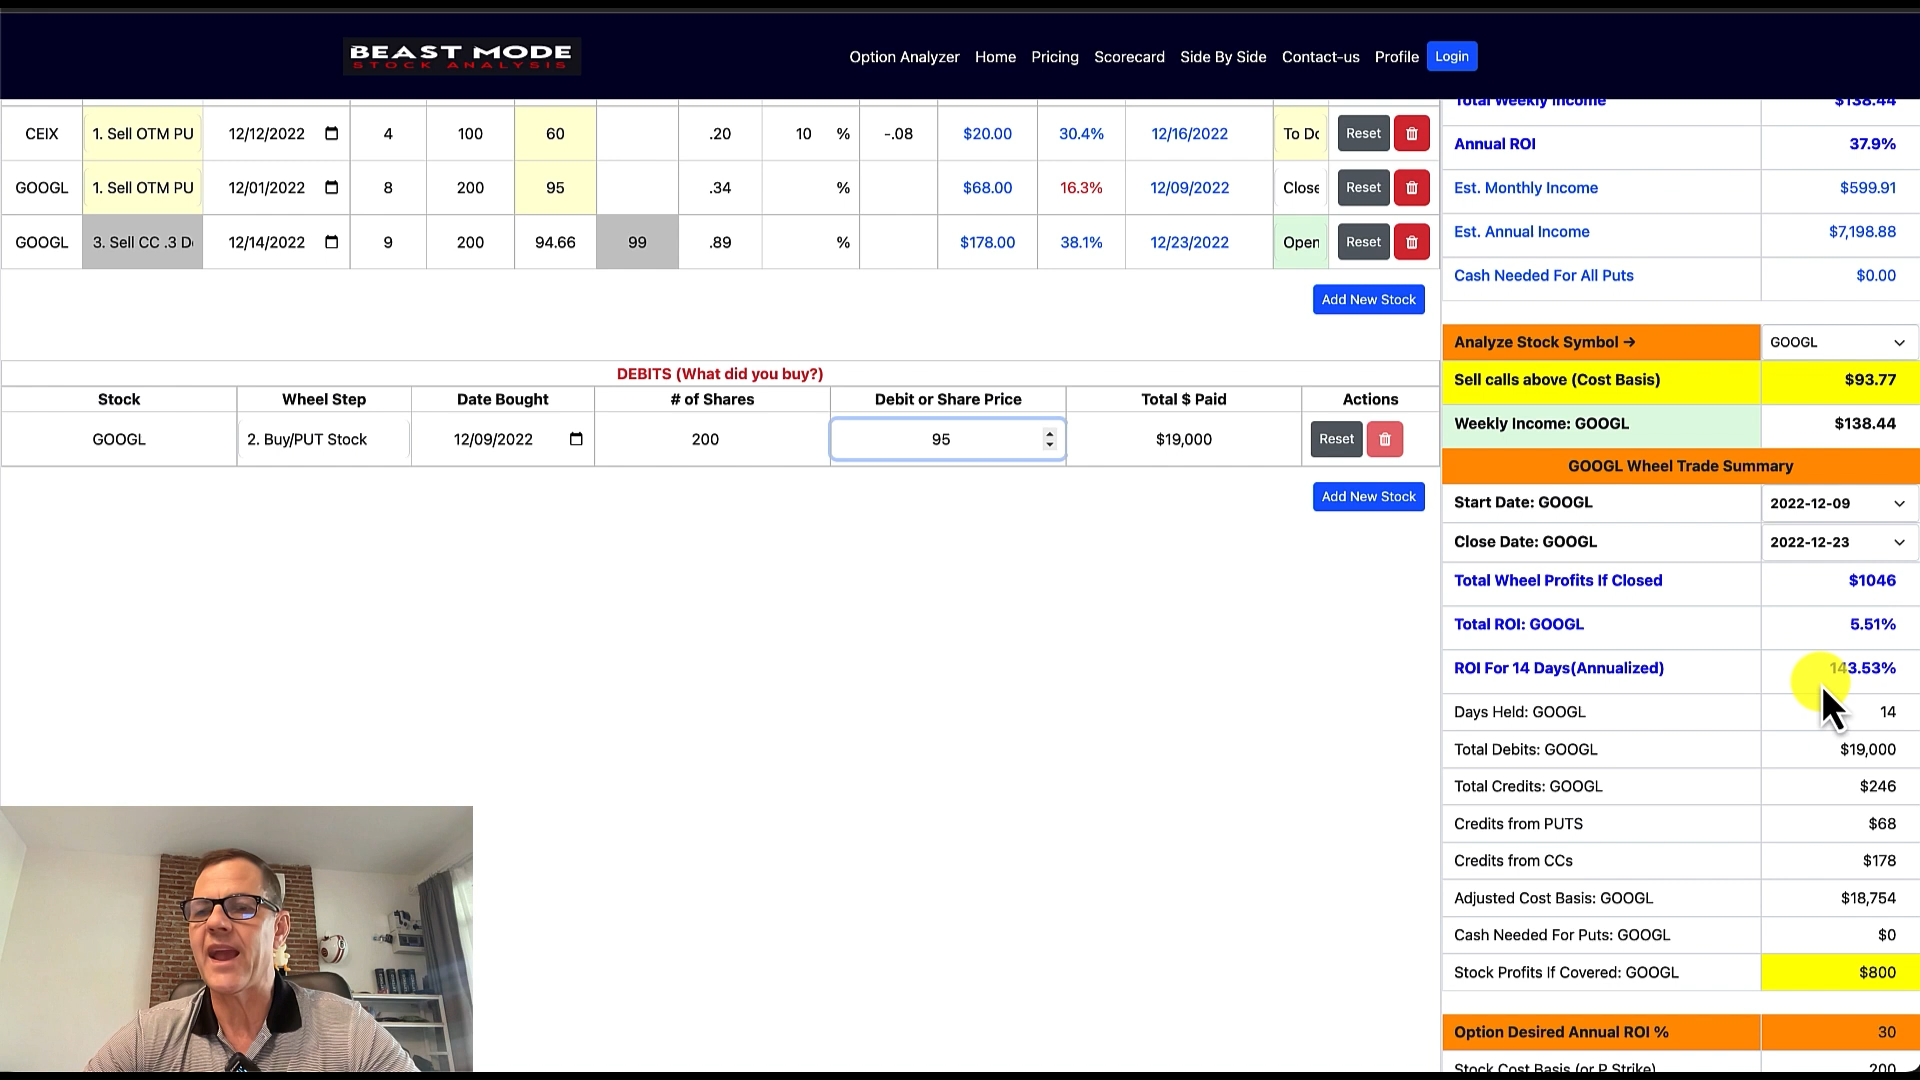 BEAST MODE
STOCK ANALYSIS
Option Analyzer Home Pricing Scorecard Side By Side Contact-us Profile Login
CEIX 1. Sell OTM PU 12/12/2022 4 100 60 .20 10 % -.08 $20.00 30.4% 12/16/2022 To Do Reset
GOOGL 1. Sell OTM PU 12/01/2022 8 200 95 .34 % $68.00 16.3% 12/09/2022 Close Reset
GOOGL 3. Sell CC .3 D 12/14/2022 9 200 94.66 99 .89 % $178.00 38.1% 12/23/2022 Open Reset
Add New Stock
DEBITS (What did you buy?)
Stock Wheel Step Date Bought # of Shares Debit or Share Price Total $ Paid Actions
GOOGL 2. Buy/PUT Stock 12/09/2022 200 95 $19,000 Reset
Add New Stock
Total Weekly Income $138.44
Annual ROI 37.9%
Est. Monthly Income $599.91
Est. Annual Income $7,198.88
Cash Needed For All Puts $0.00
Analyze Stock Symbol → GOOGL
Sell calls above (Cost Basis) $93.77
Weekly Income: GOOGL $138.44
GOOGL Wheel Trade Summary
Start Date: GOOGL 2022-12-09
Close Date: GOOGL 2022-12-23
Total Wheel Profits If Closed $1046
Total ROI: GOOGL 5.51%
ROI For 14 Days(Annualized) 143.53%
Days Held: GOOGL 14
Total Debits: GOOGL $19,000
Total Credits: GOOGL $246
Credits from PUTS $68
Credits from CCs $178
Adjusted Cost Basis: GOOGL $18,754
Cash Needed For Puts: GOOGL $0
Stock Profits If Covered: GOOGL $800
Option Desired Annual ROI % 30
Stock Cost Basis (or P Strike) 200